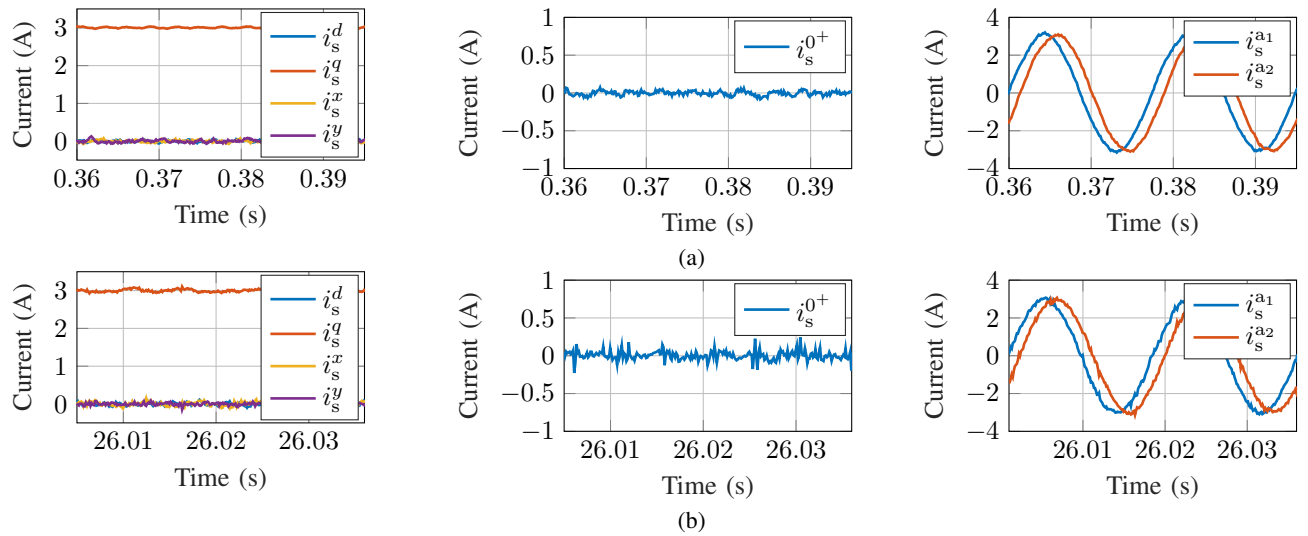 Current (A)
3
2
1
0
0.36 0.37 0.38 0.39
Time (s)
i_s^d
i_s^q
i_s^x
i_s^y
Current (A)
1
0.5
0
−0.5
−1
0.36 0.37 0.38 0.39
Time (s)
i_s^{0+}
Current (A)
4
2
0
−2
−4
0.36 0.37 0.38 0.39
Time (s)
i_s^{a_1}
i_s^{a_2}
(a)
Current (A)
3
2
1
0
26.01 26.02 26.03
Time (s)
i_s^d
i_s^q
i_s^x
i_s^y
Current (A)
1
0.5
0
−0.5
−1
26.01 26.02 26.03
Time (s)
i_s^{0+}
Current (A)
4
2
0
−2
−4
26.01 26.02 26.03
Time (s)
i_s^{a_1}
i_s^{a_2}
(b)